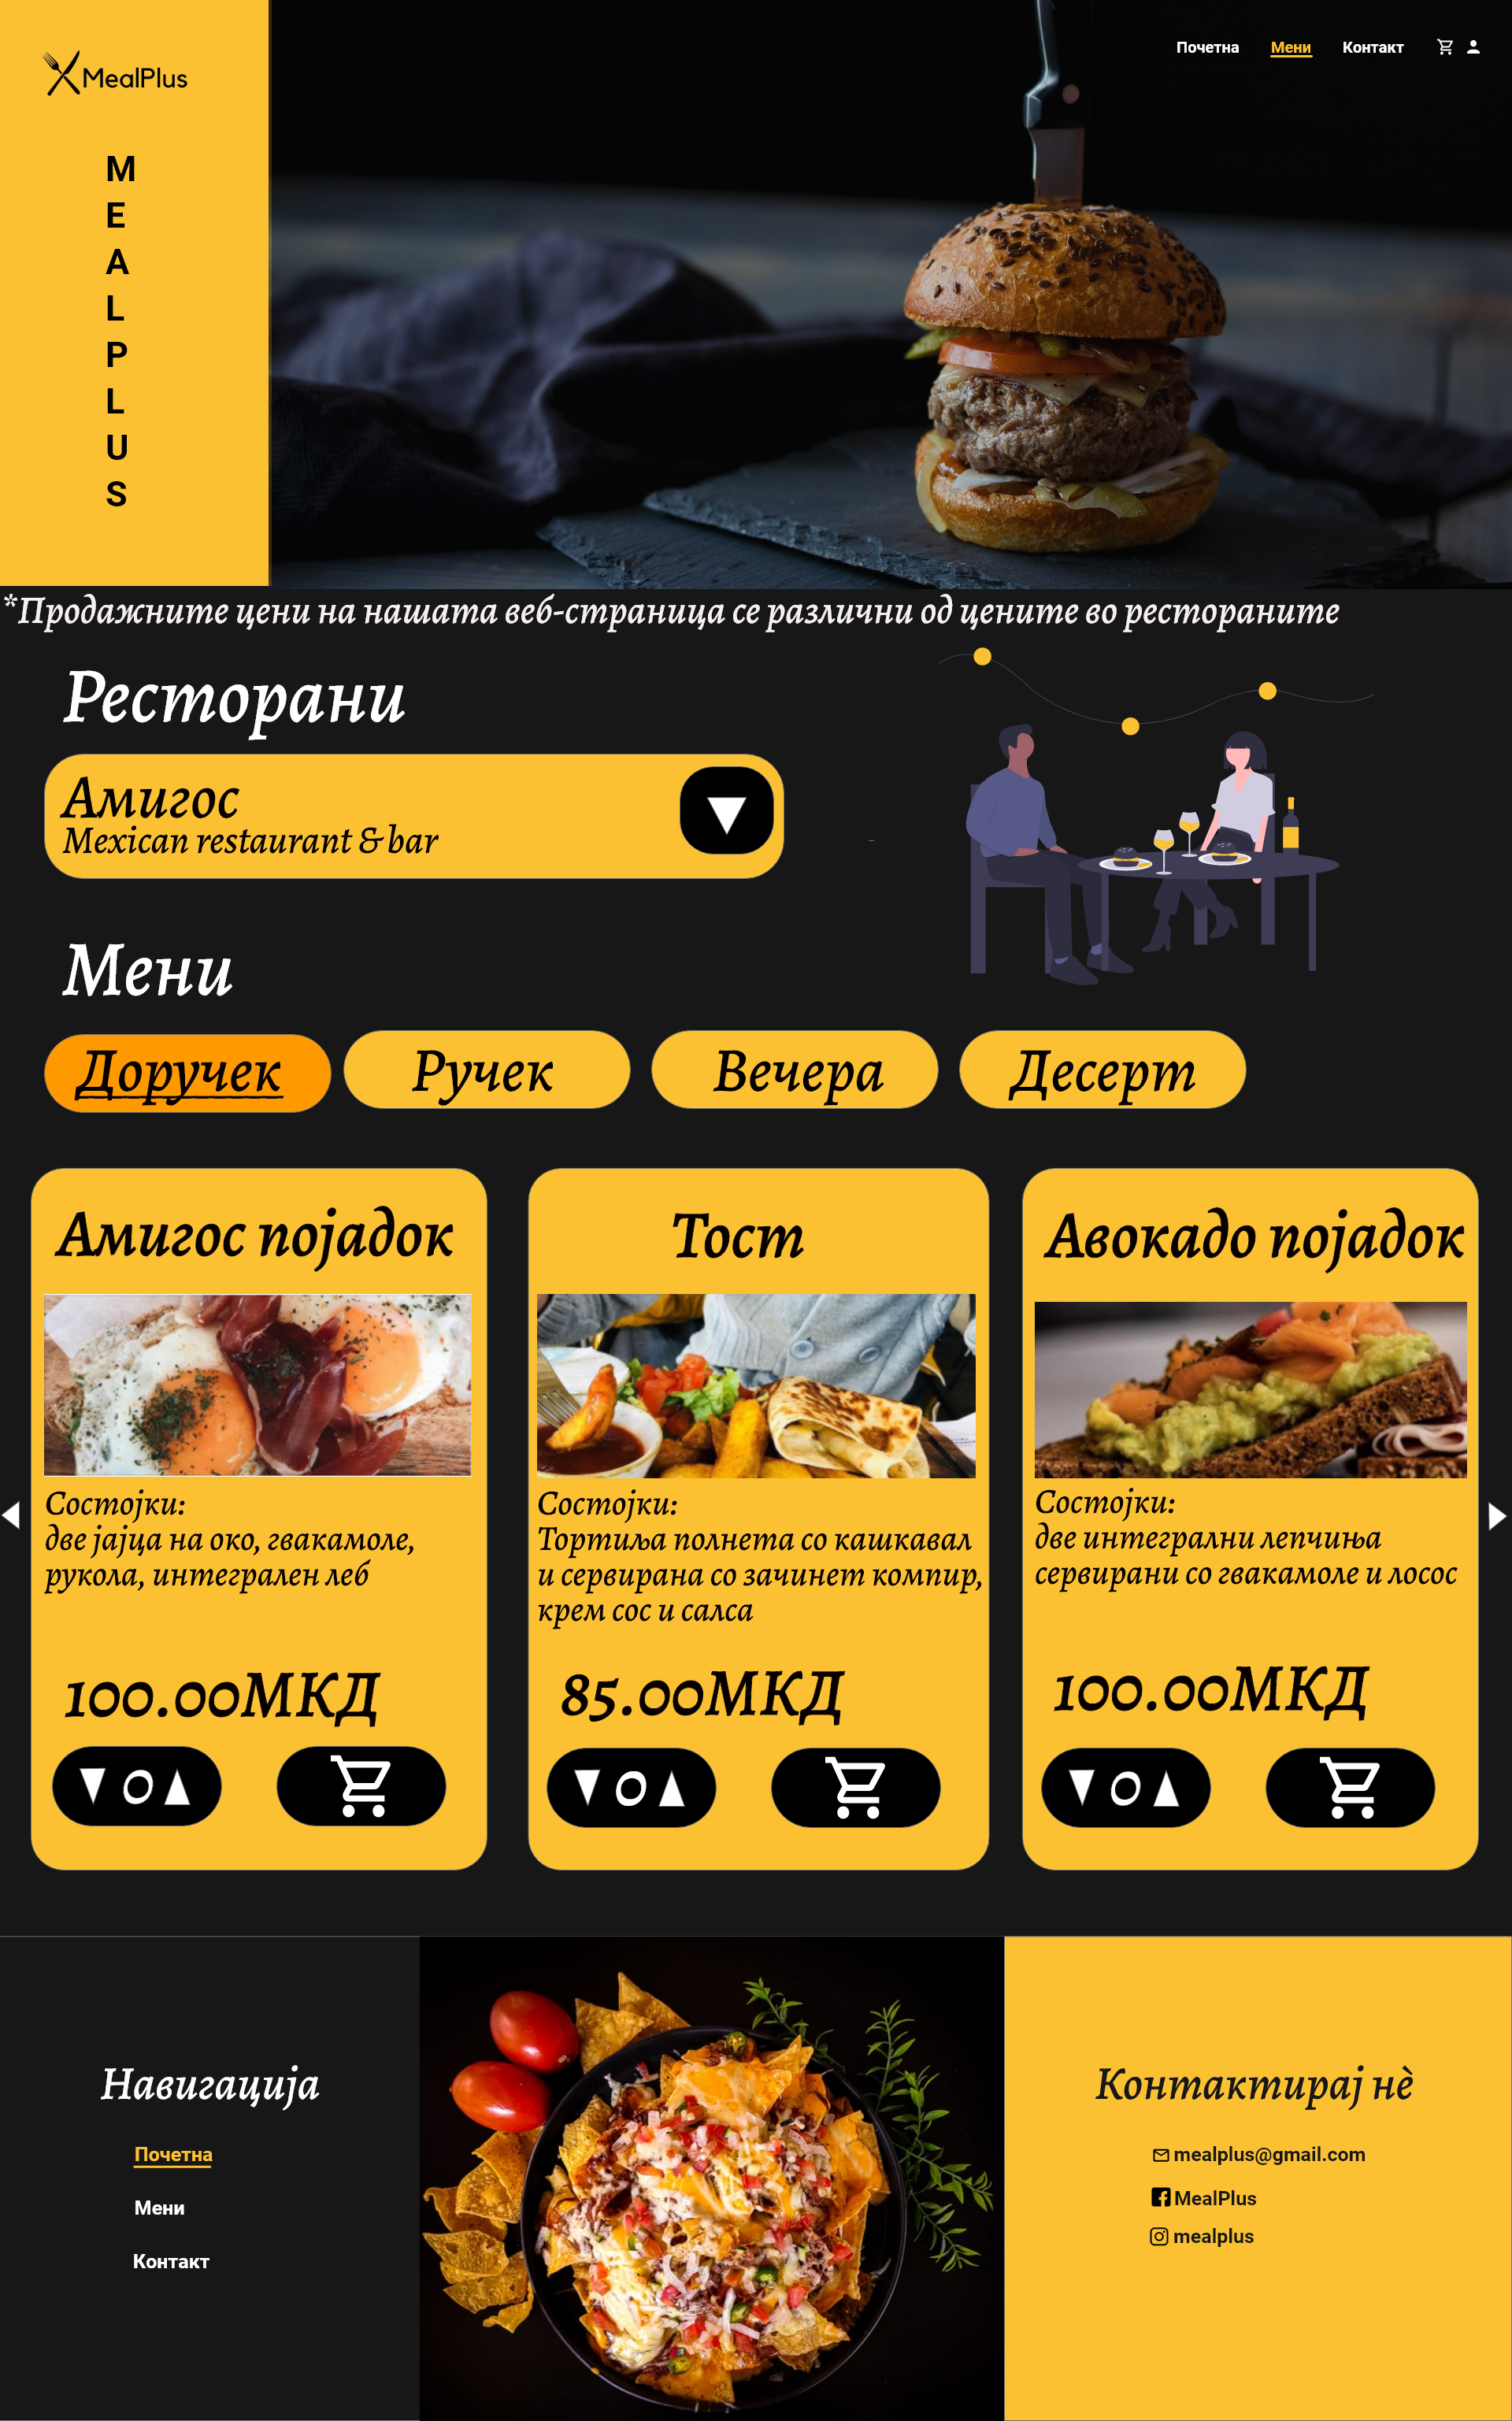 MealPlus
M
E
A
L
P
L
U
S
Почетна Мени Контакт
*Продажните цени на нашата веб-страница се различни од цените во рестораните
Ресторани
Амигос
Mexican restaurant & bar
Мени
Доручек Ручек Вечера Десерт
Амигос појадок
Состојки:
две јајца на око, гвакамоле,
рукола, интегрален леб
100.00МКД
0
Тост
Состојки:
Тортиља полнета со кашкавал
и сервирана со зачинет компир,
крем сос и салса
85.00МКД
0
Авокадо појадок
Состојки:
две интегрални лепчиња
сервирани со гвакамоле и лосос
100.00МКД
0
Навигација
Почетна
Мени
Контакт
Контактирај нѐ
mealplus@gmail.com
MealPlus
mealplus